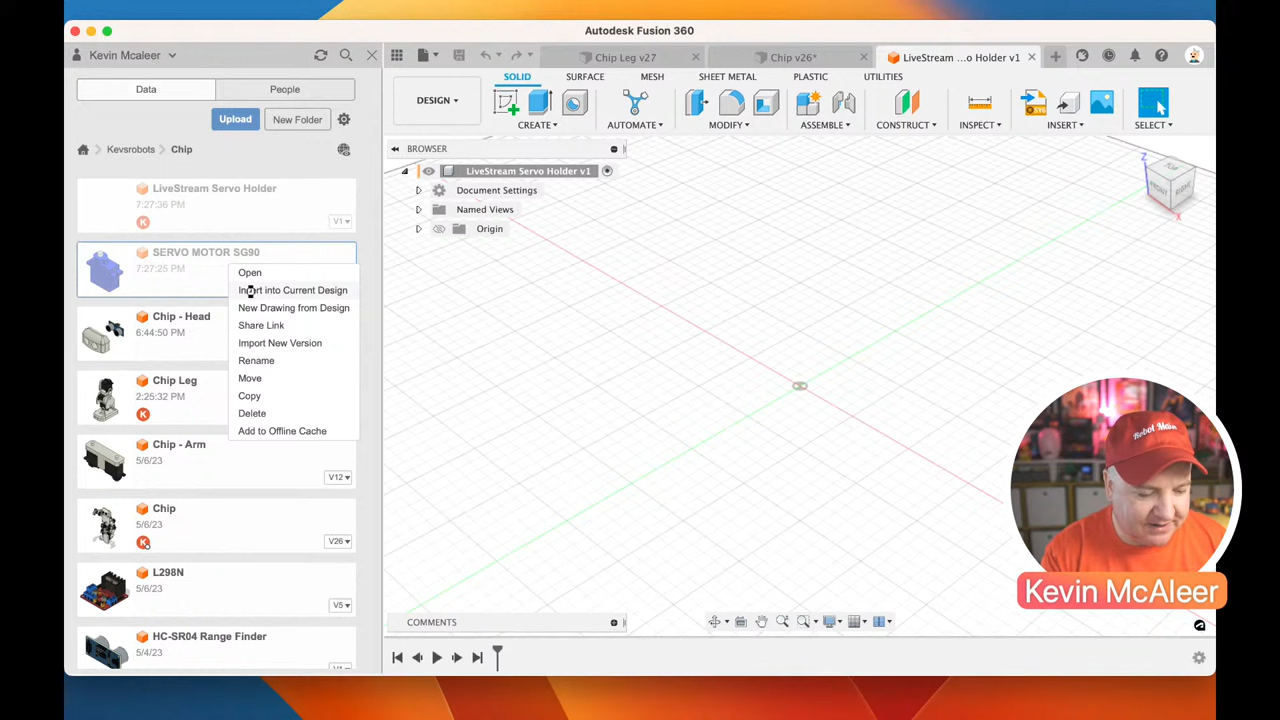 Autodesk Fusion 360
Kevin Mcaleer
Data
People
Upload
New Folder
Kevsrobots
Chip
LiveStream Servo Holder
7:27:36 PM
K
V1
SERVO MOTOR SG90
7:27:25 PM
Open
Insert into Current Design
New Drawing from Design
Share Link
Import New Version
Rename
Move
Copy
Delete
Add to Offline Cache
Chip - Head
6:44:50 PM
Chip Leg
2:25:32 PM
K
Chip - Arm
5/6/23
V12
Chip
5/6/23
K
V26
L298N
5/6/23
V5
HC-SR04 Range Finder
5/4/23
Chip Leg v27
Chip v26*
LiveStream ...o Holder v1
DESIGN
SOLID
SURFACE
MESH
SHEET METAL
PLASTIC
UTILITIES
CREATE
AUTOMATE
MODIFY
ASSEMBLE
CONSTRUCT
INSPECT
INSERT
SELECT
BROWSER
LiveStream Servo Holder v1
Document Settings
Named Views
Origin
Z
TOP
FRONT
RIGHT
X
Robot Maker
Kevin McAleer
COMMENTS